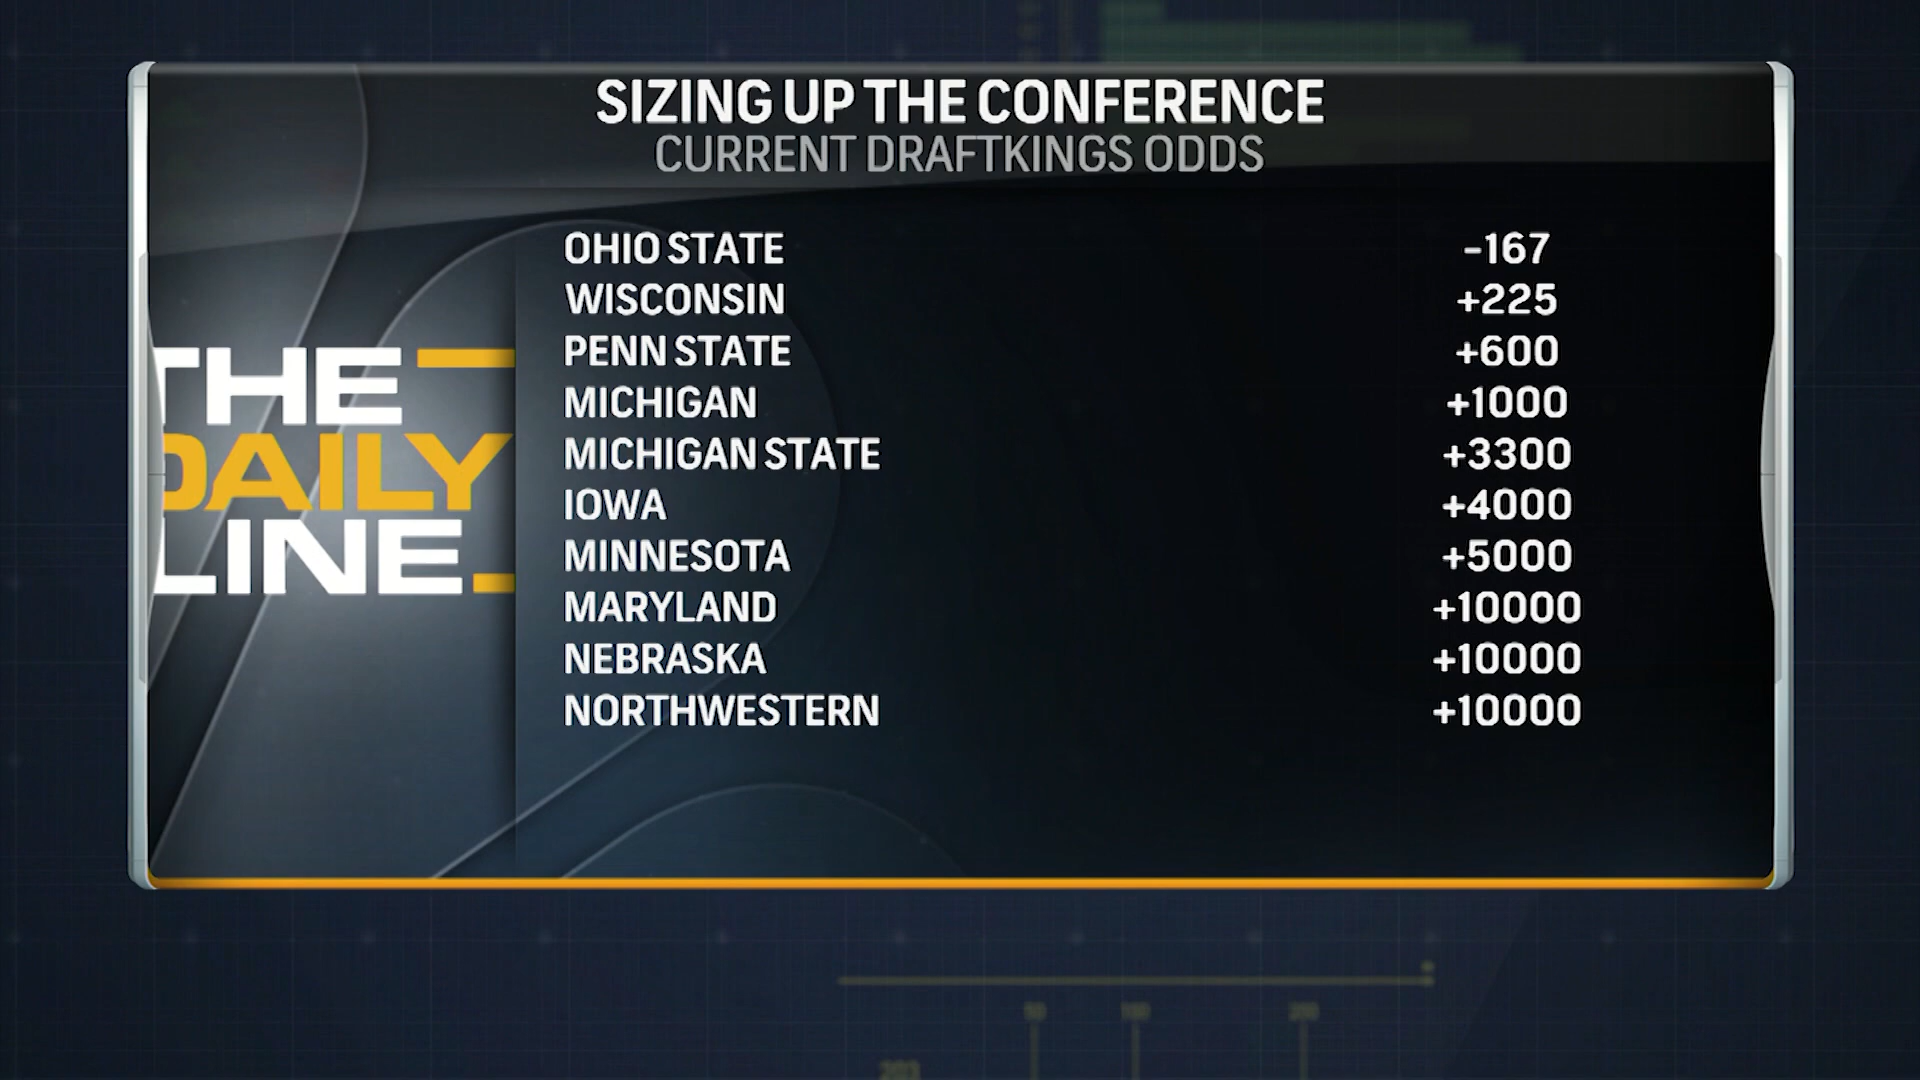 SIZING UP THE CONFERENCE
CURRENT DRAFTKINGS ODDS
THE
DAILY
LINE
OHIO STATE -167
WISCONSIN +225
PENN STATE +600
MICHIGAN +1000
MICHIGAN STATE +3300
IOWA +4000
MINNESOTA +5000
MARYLAND +10000
NEBRASKA +10000
NORTHWESTERN +10000